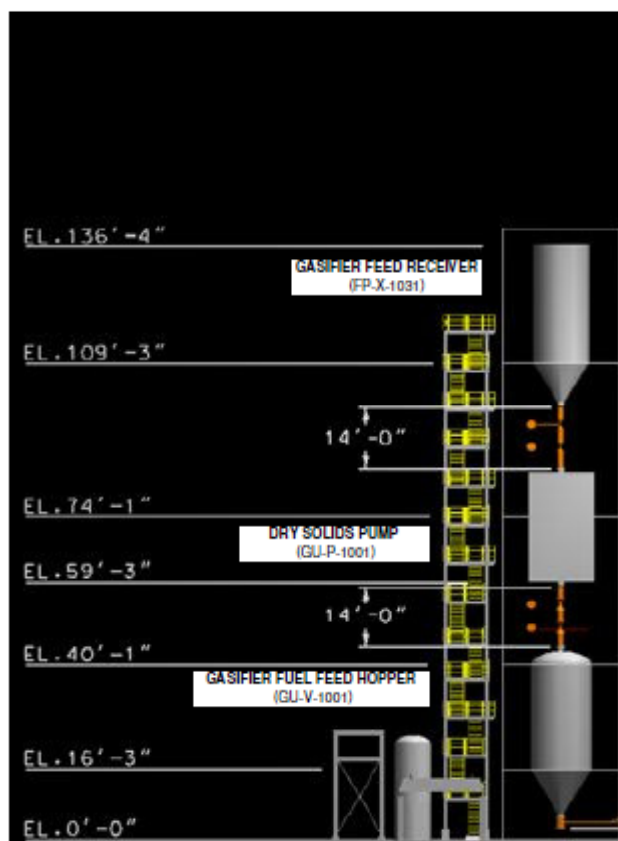 EL.136'-4"
GASIFIER FEED RECEIVER
(FP-X-1031)
EL.109'-3"
14'-0"
EL.74'-1"
DRY SOLIDS PUMP
(GU-P-1001)
EL.59'-3"
14'-0"
EL.40'-1"
GASIFIER FUEL FEED HOPPER
(GU-V-1001)
EL.16'-3"
EL.0'-0"